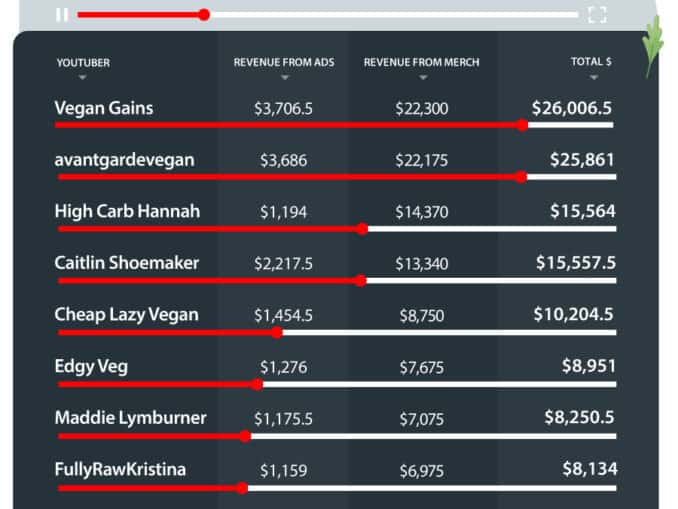 YOUTUBER REVENUE FROM ADS REVENUE FROM MERCH TOTAL $
Vegan Gains $3,706.5 $22,300 $26,006.5
avantgardevegan $3,686 $22,175 $25,861
High Carb Hannah $1,194 $14,370 $15,564
Caitlin Shoemaker $2,217.5 $13,340 $15,557.5
Cheap Lazy Vegan $1,454.5 $8,750 $10,204.5
Edgy Veg $1,276 $7,675 $8,951
Maddie Lymburner $1,175.5 $7,075 $8,250.5
FullyRawKristina $1,159 $6,975 $8,134